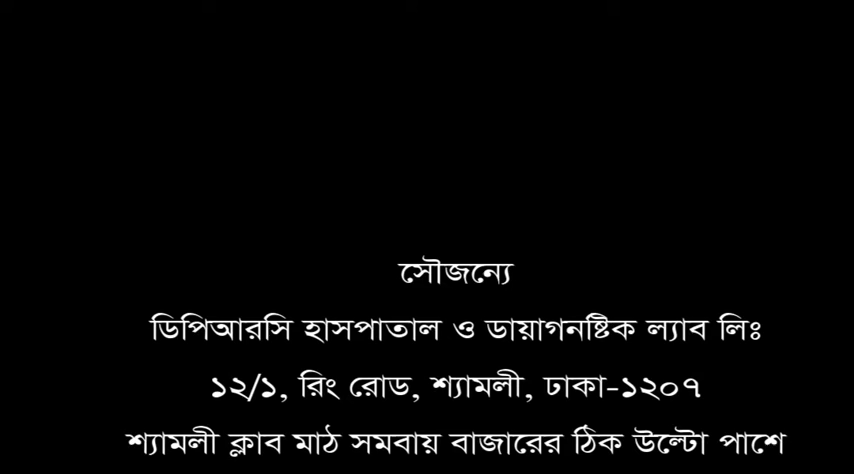 সৌজন্যে
ডিপিআরসি হাসপাতাল ও ডায়াগনষ্টিক ল্যাব লিঃ
১২/১, রিং রোড, শ্যামলী, ঢাকা-১২০৭
শ্যামলী ক্লাব মাঠ সমবায় বাজারের ঠিক উল্টো পাশে